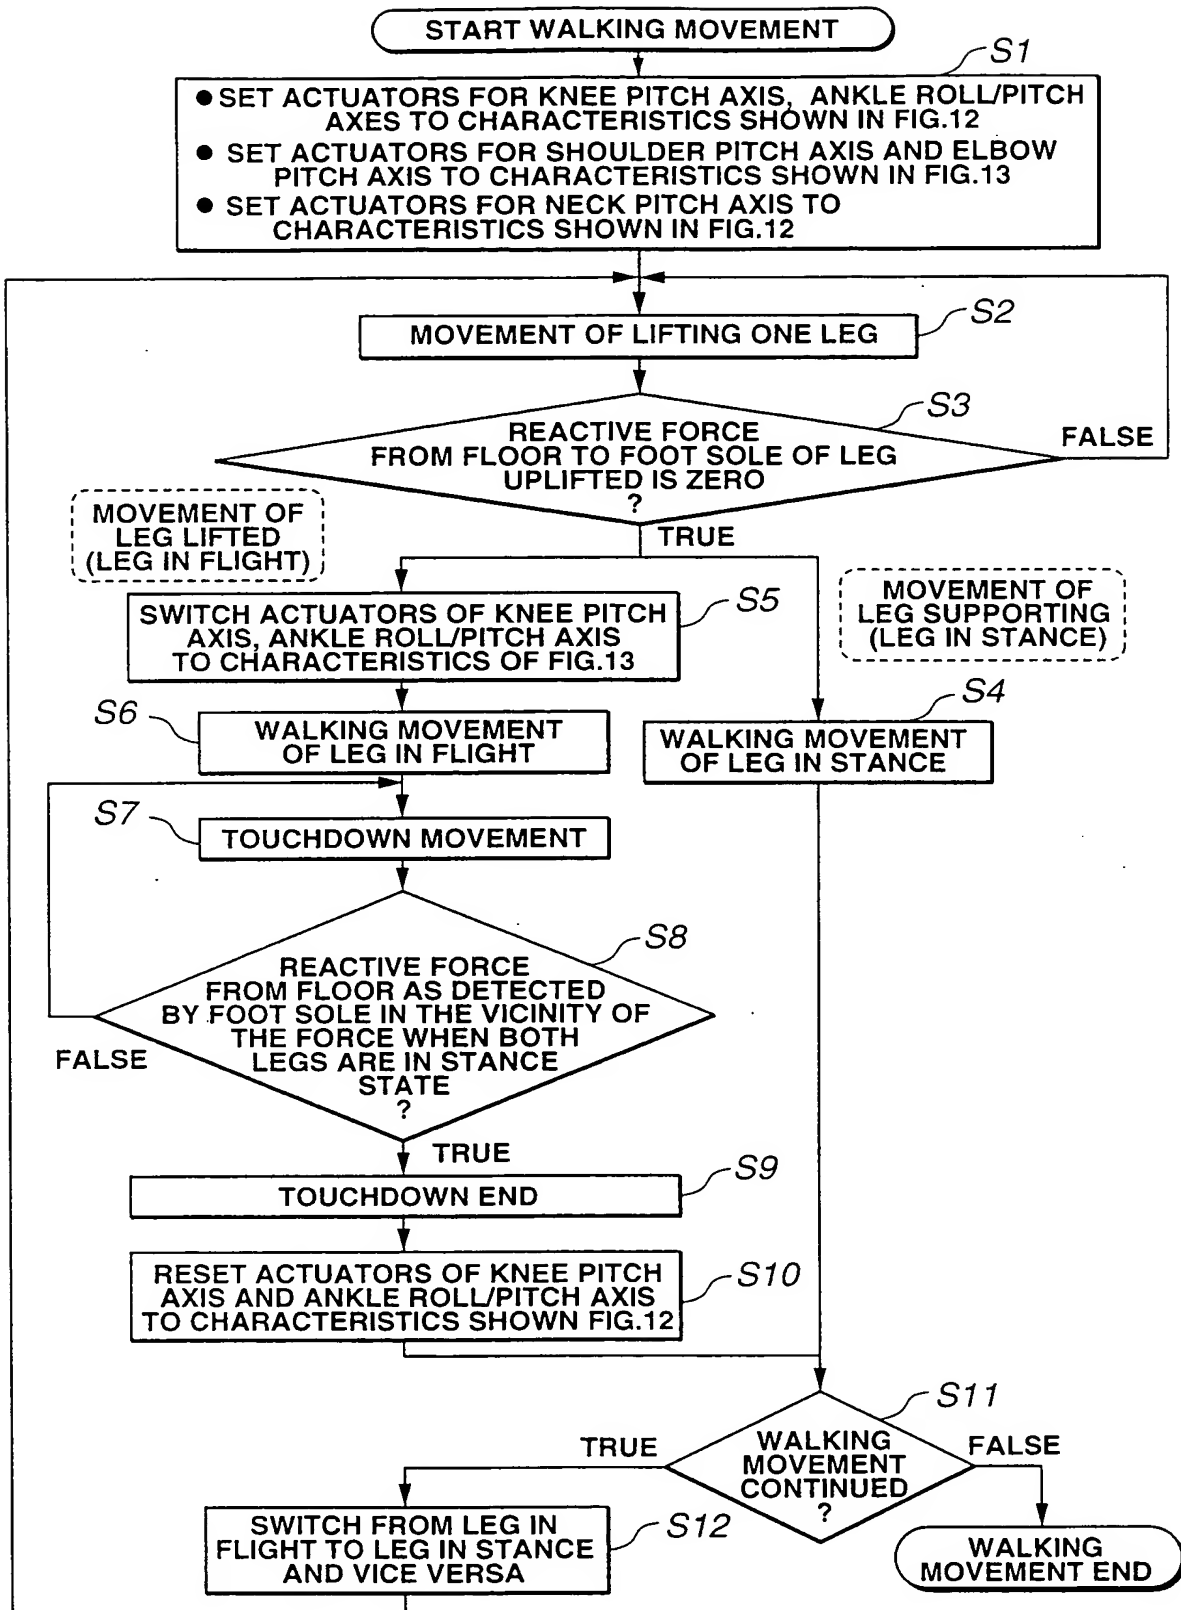 START WALKING MOVEMENT
S1
● SET ACTUATORS FOR KNEE PITCH AXIS, ANKLE ROLL/PITCH
AXES TO CHARACTERISTICS SHOWN IN FIG.12
● SET ACTUATORS FOR SHOULDER PITCH AXIS AND ELBOW
PITCH AXIS TO CHARACTERISTICS SHOWN IN FIG.13
● SET ACTUATORS FOR NECK PITCH AXIS TO
CHARACTERISTICS SHOWN IN FIG.12
S2
MOVEMENT OF LIFTING ONE LEG
S3
REACTIVE FORCE
FROM FLOOR TO FOOT SOLE OF LEG
UPLIFTED IS ZERO
?
FALSE
TRUE
MOVEMENT OF
LEG LIFTED
(LEG IN FLIGHT)
MOVEMENT OF
LEG SUPPORTING
(LEG IN STANCE)
S5
SWITCH ACTUATORS OF KNEE PITCH
AXIS, ANKLE ROLL/PITCH AXIS
TO CHARACTERISTICS OF FIG.13
S6
WALKING MOVEMENT
OF LEG IN FLIGHT
S4
WALKING MOVEMENT
OF LEG IN STANCE
S7
TOUCHDOWN MOVEMENT
S8
REACTIVE FORCE
FROM FLOOR AS DETECTED
BY FOOT SOLE IN THE VICINITY OF
THE FORCE WHEN BOTH
LEGS ARE IN STANCE
STATE
?
FALSE
TRUE
S9
TOUCHDOWN END
S10
RESET ACTUATORS OF KNEE PITCH
AXIS AND ANKLE ROLL/PITCH AXIS
TO CHARACTERISTICS SHOWN FIG.12
S11
WALKING
MOVEMENT
CONTINUED
?
TRUE
FALSE
S12
SWITCH FROM LEG IN
FLIGHT TO LEG IN STANCE
AND VICE VERSA
WALKING
MOVEMENT END